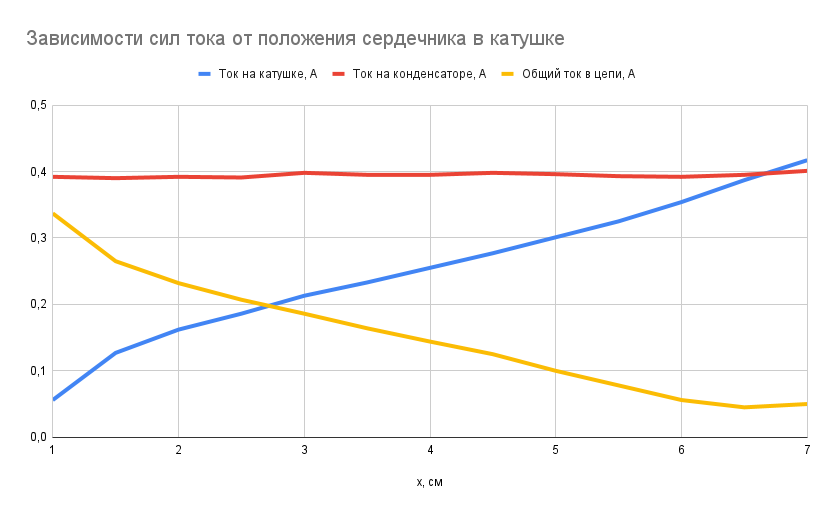 Зависимости сил тока от положения сердечника в катушке
Ток на катушке, А Ток на конденсаторе, А Общий ток в цепи, А
0,5
0,4
0,3
0,2
0,1
0,0
1 2 3 4 5 6 7
х, см